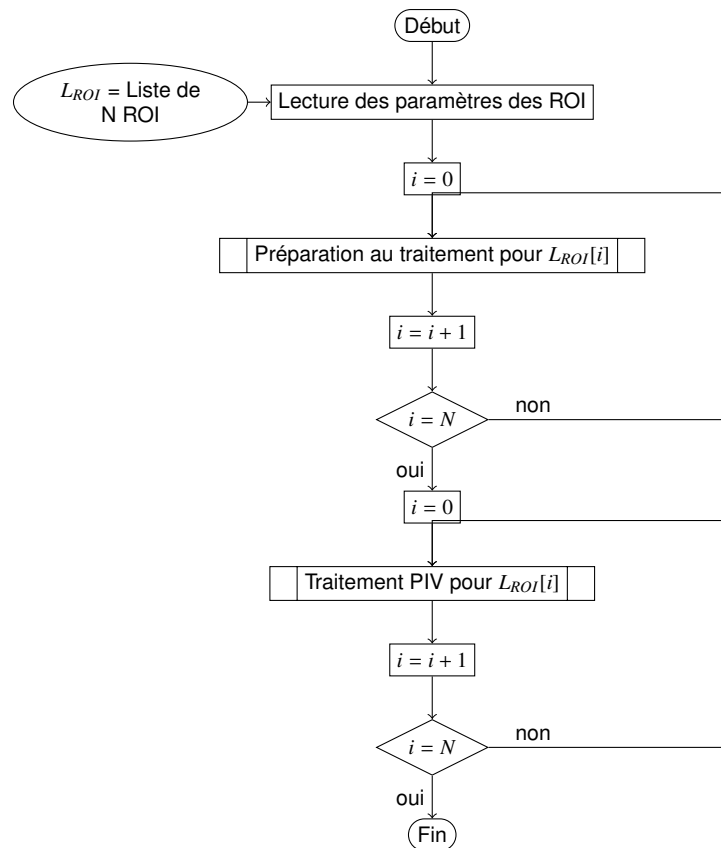 Début
L_ROI = Liste de
N ROI
Lecture des paramètres des ROI
i = 0
Préparation au traitement pour L_ROI[i]
i = i + 1
i = N
non
oui
i = 0
Traitement PIV pour L_ROI[i]
i = i + 1
i = N
non
oui
Fin